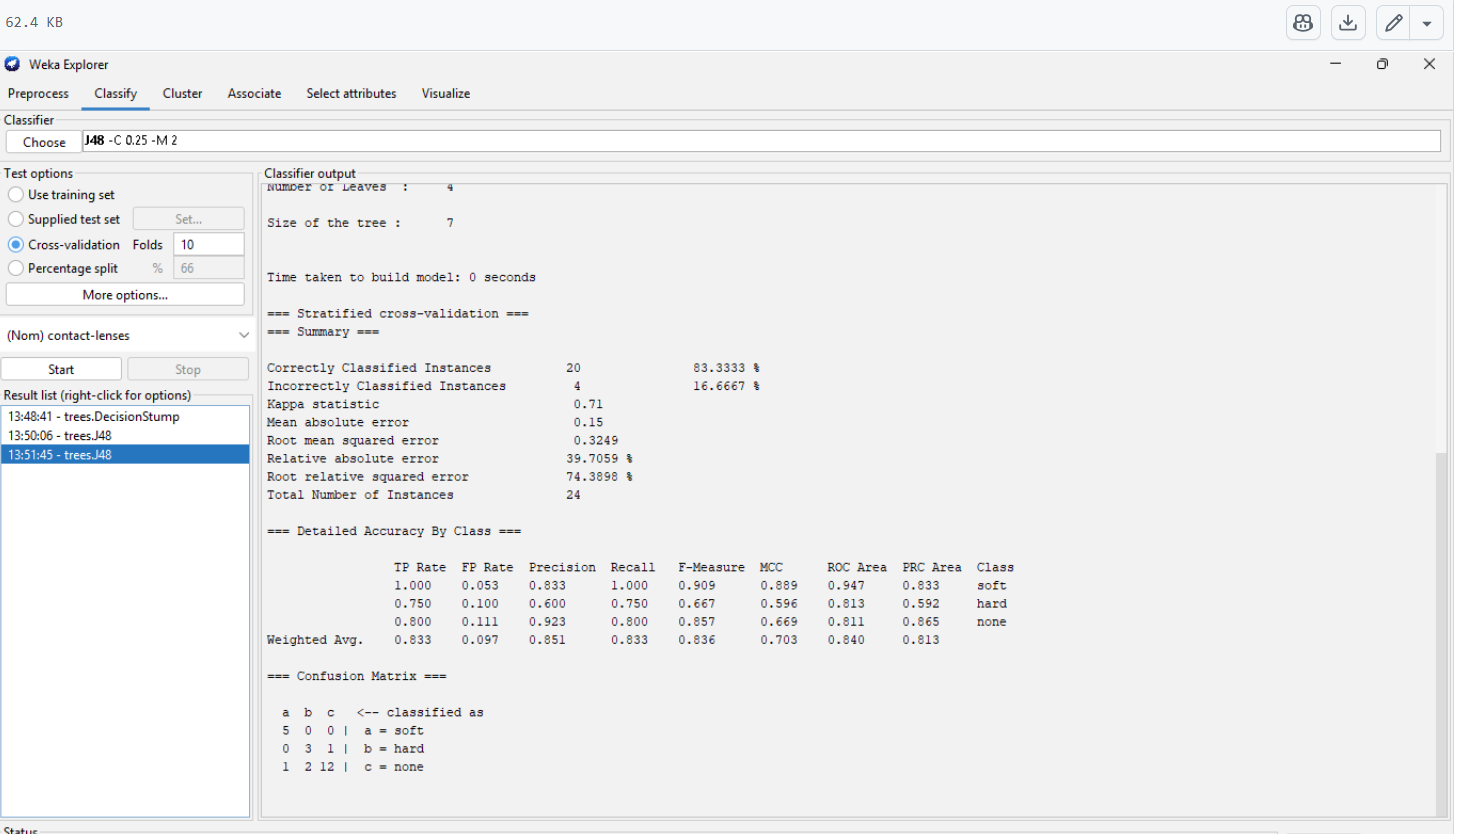 62.4 KB
Weka Explorer
Preprocess Classify Cluster Associate Select attributes Visualize
Classifier
Choose J48 -C 0.25 -M 2
Test options
Use training set
Supplied test set Set...
Cross-validation Folds 10
Percentage split % 66
More options...
(Nom) contact-lenses
Start Stop
Result list (right-click for options)
13:48:41 - trees.DecisionStump
13:50:06 - trees.J48
13:51:45 - trees.J48
Classifier output
Number of Leaves : 4
Size of the tree : 7
Time taken to build model: 0 seconds
=== Stratified cross-validation ===
=== Summary ===
Correctly Classified Instances 20 83.3333 %
Incorrectly Classified Instances 4 16.6667 %
Kappa statistic 0.71
Mean absolute error 0.15
Root mean squared error 0.3249
Relative absolute error 39.7059 %
Root relative squared error 74.3898 %
Total Number of Instances 24
=== Detailed Accuracy By Class ===
TP Rate FP Rate Precision Recall F-Measure MCC ROC Area PRC Area Class
1.000 0.053 0.833 1.000 0.909 0.889 0.947 0.833 soft
0.750 0.100 0.600 0.750 0.667 0.596 0.813 0.592 hard
0.800 0.111 0.923 0.800 0.857 0.669 0.811 0.865 none
Weighted Avg. 0.833 0.097 0.851 0.833 0.836 0.703 0.840 0.813
=== Confusion Matrix ===
a b c <-- classified as
5 0 0 | a = soft
0 3 1 | b = hard
1 2 12 | c = none
Status